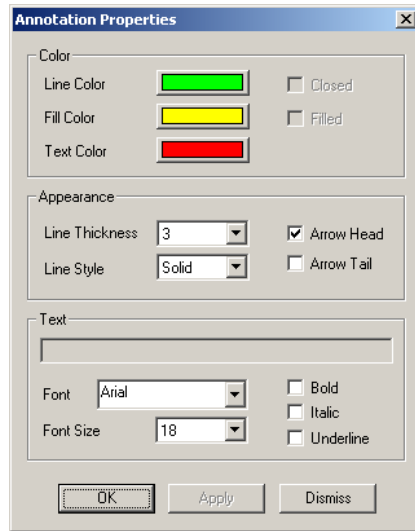 Annotation Properties
Color
Line Color
Closed
Fill Color
Filled
Text Color
Appearance
Line Thickness 3
Arrow Head
Line Style Solid
Arrow Tail
Text
Font Arial
Bold
Italic
Font Size 18
Underline
OK Apply Dismiss